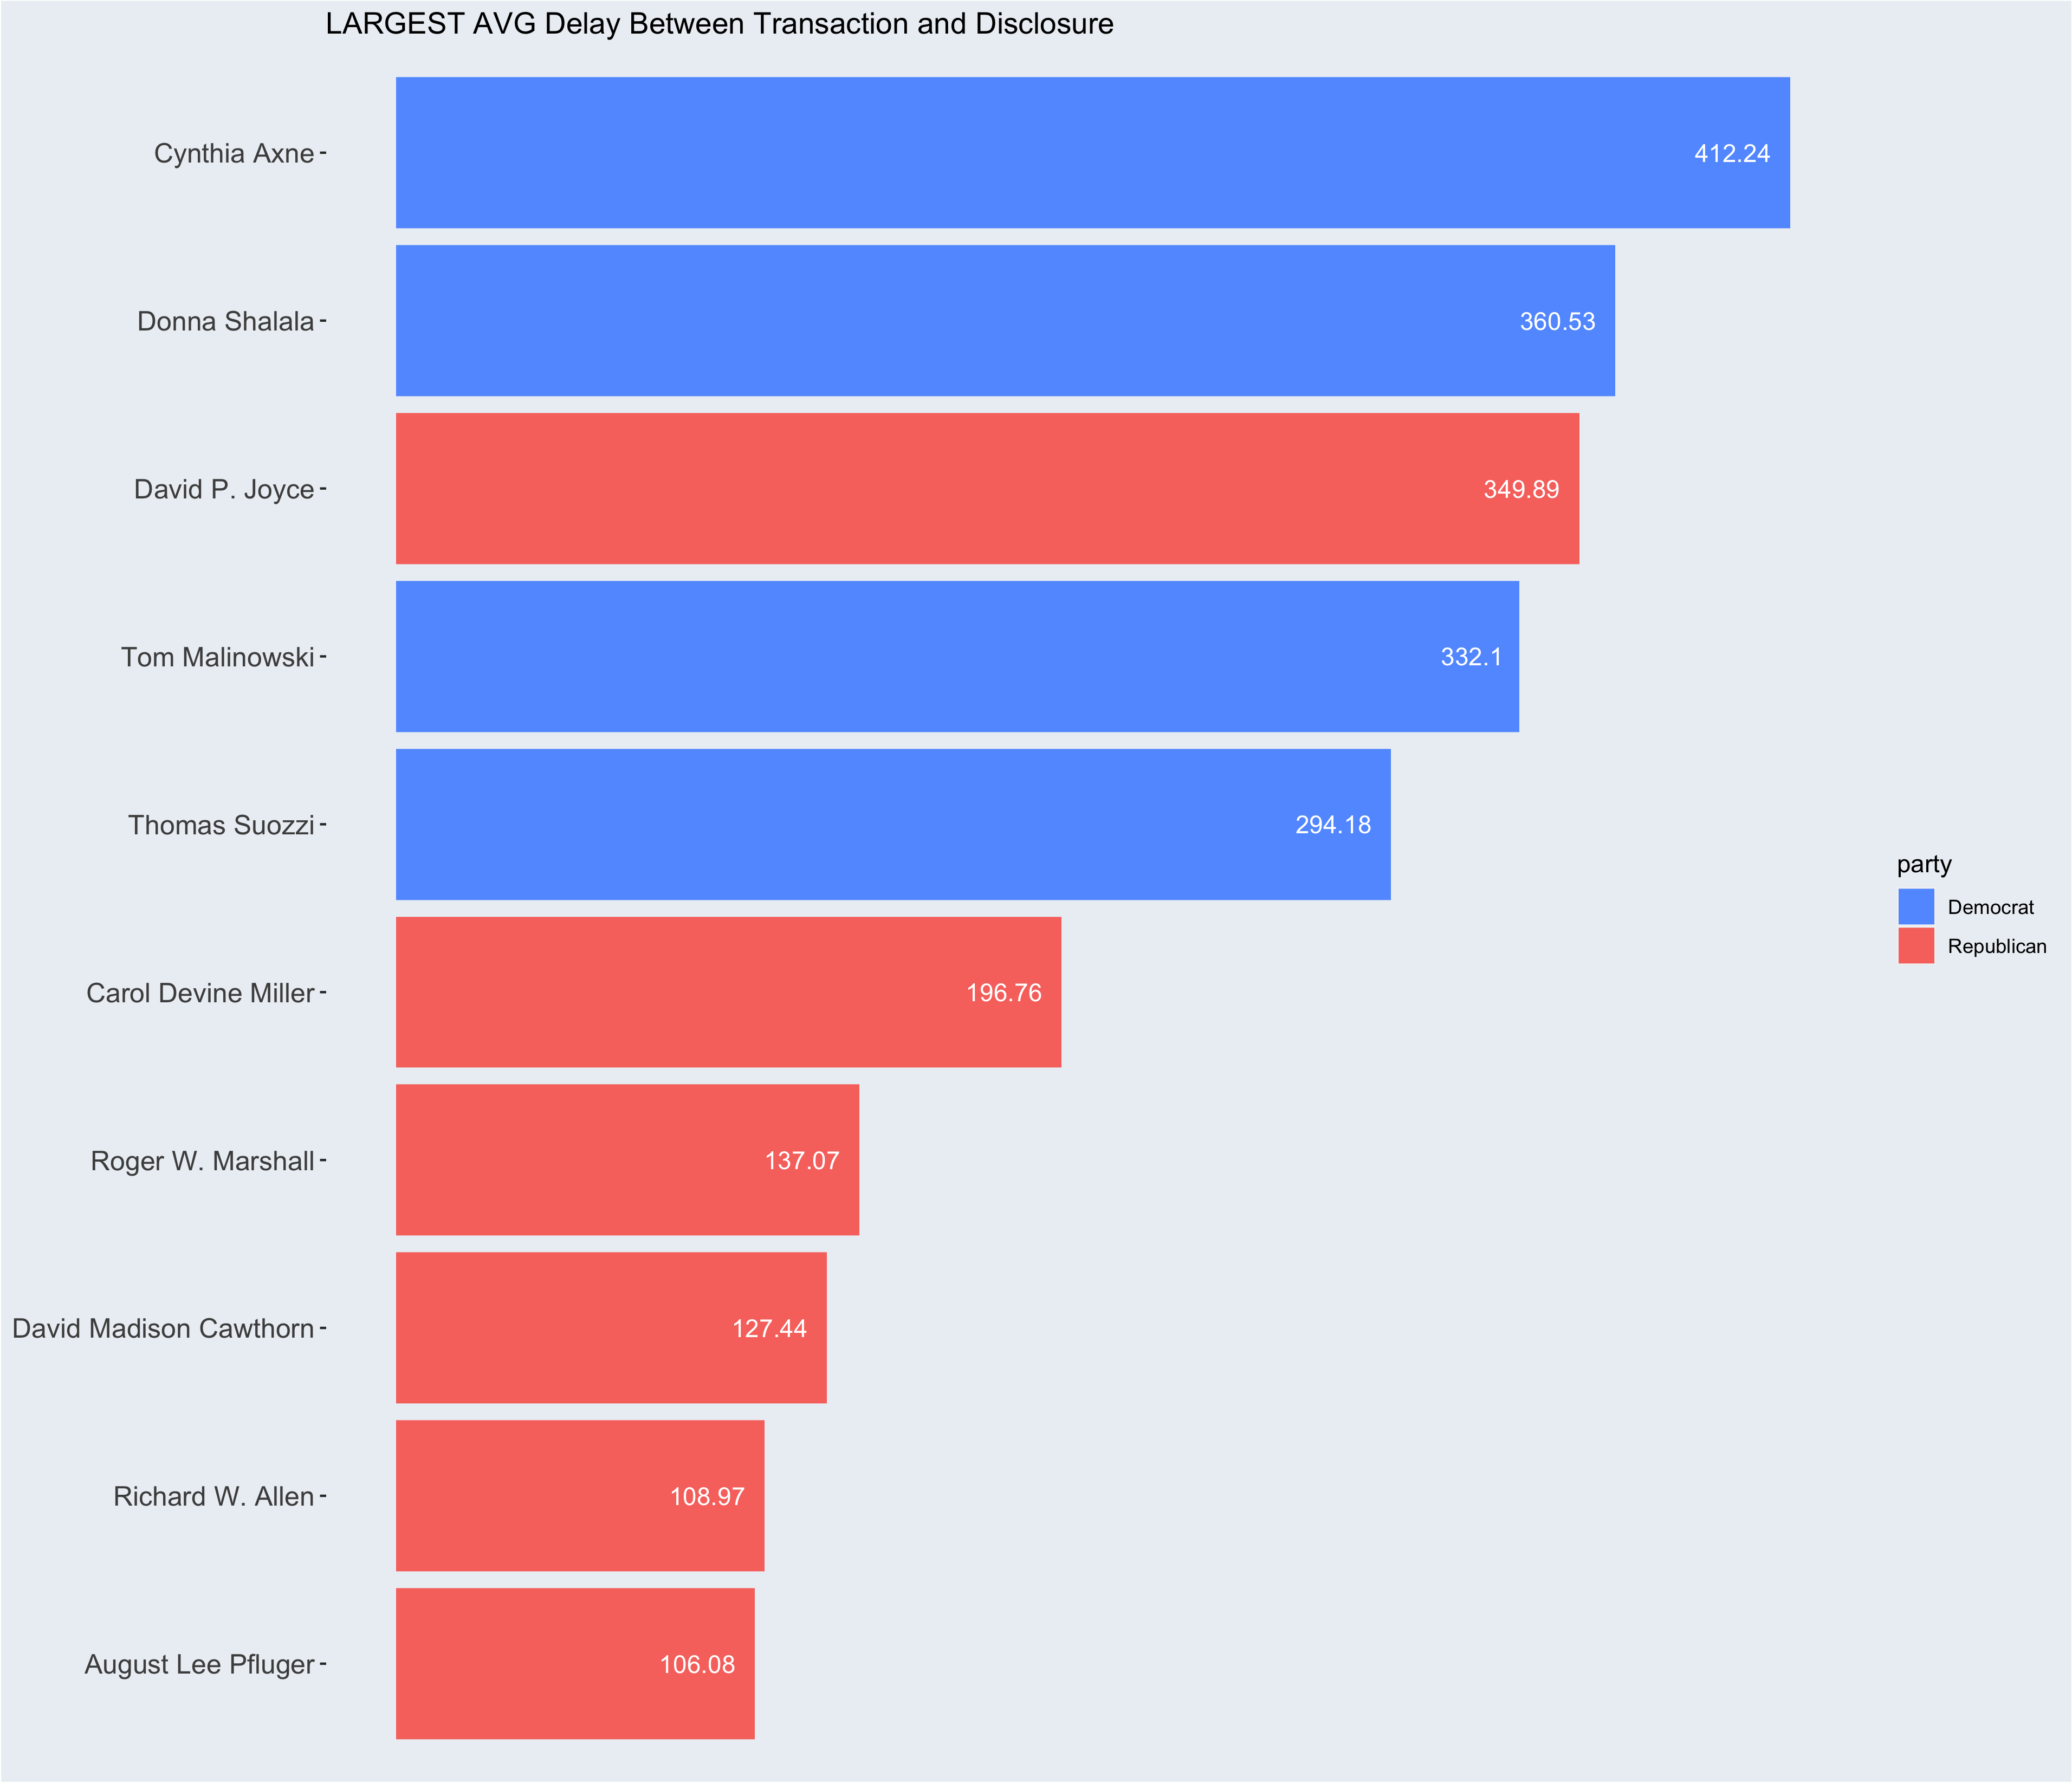 LARGEST AVG Delay Between Transaction and Disclosure
Cynthia Axne 412.24
Donna Shalala 360.53
David P. Joyce 349.89
Tom Malinowski 332.1
Thomas Suozzi 294.18
Carol Devine Miller 196.76
Roger W. Marshall 137.07
David Madison Cawthorn 127.44
Richard W. Allen 108.97
August Lee Pfluger 106.08
party
Democrat
Republican